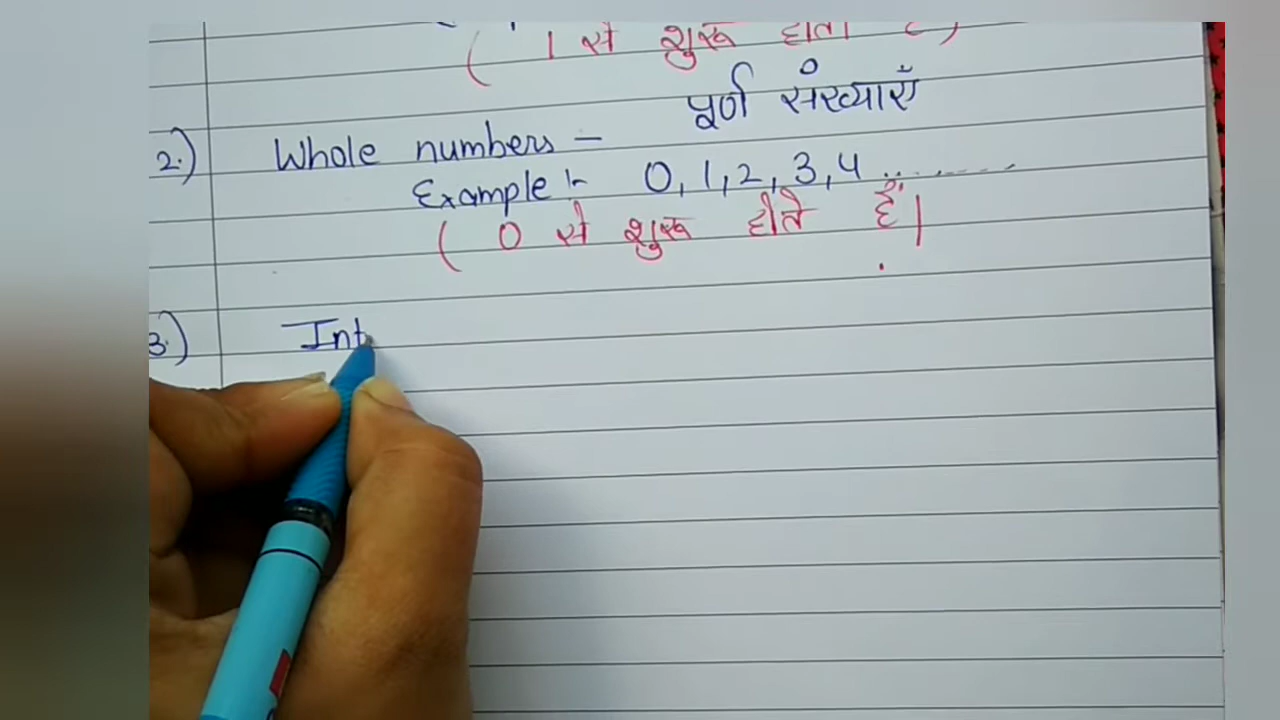 ( 1 से शुरू होता है )
पूर्ण संख्याएँ
2.) Whole numbers –
Example :- 0, 1, 2, 3, 4 ..........
( 0 से शुरू होते हैं।
3.) Int